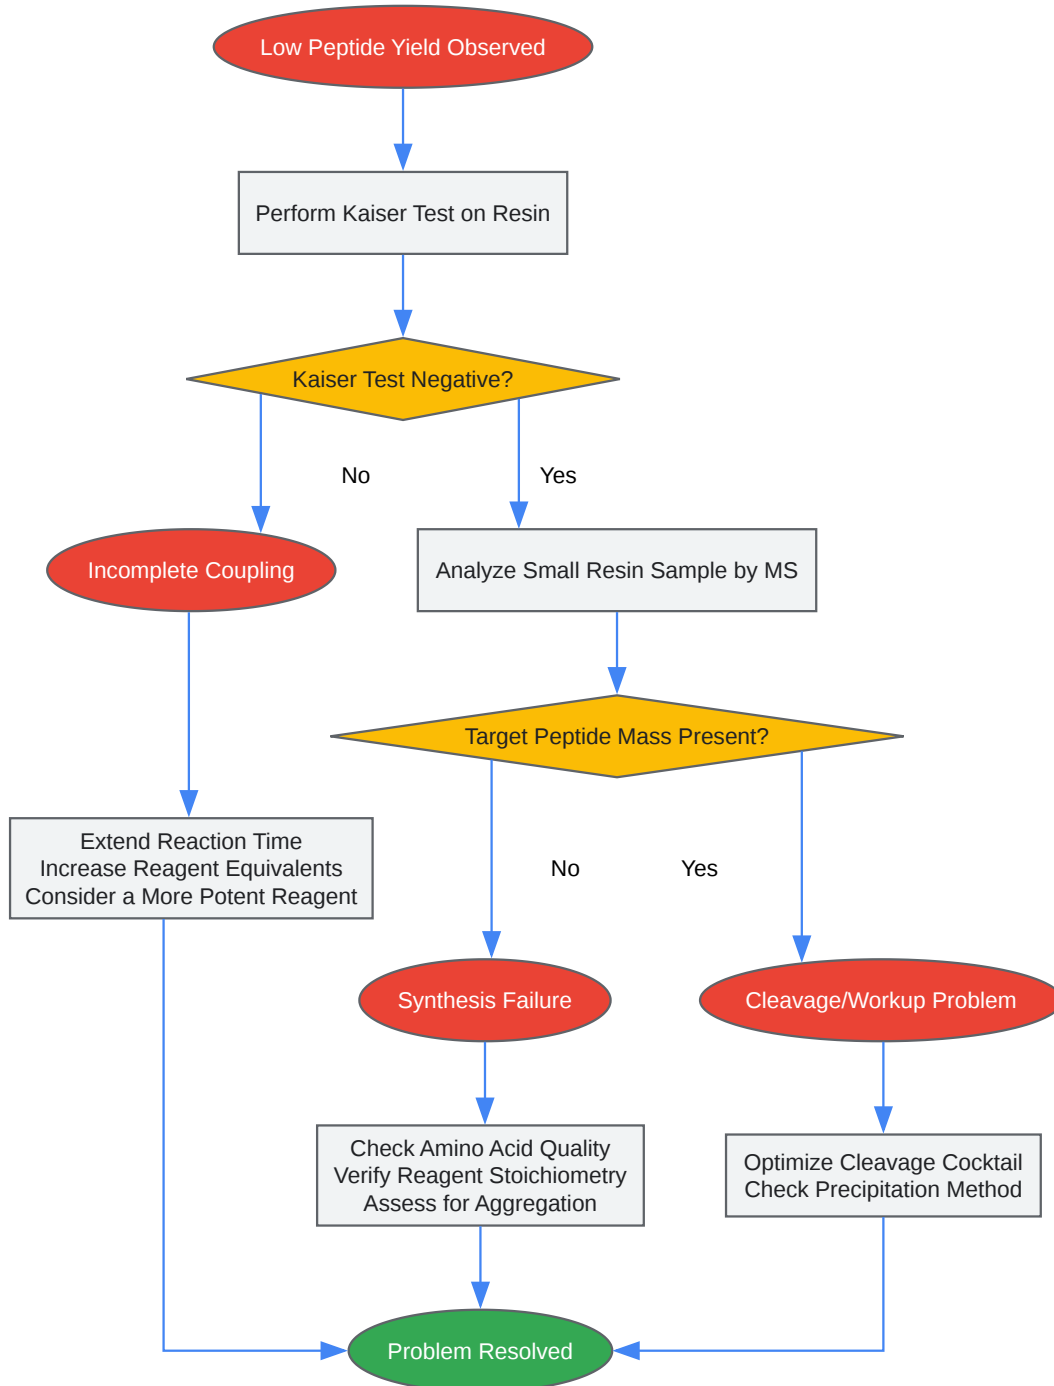 Low Peptide Yield Observed
Perform Kaiser Test on Resin
Kaiser Test Negative?
No
Yes
Incomplete Coupling
Analyze Small Resin Sample by MS
Target Peptide Mass Present?
Extend Reaction Time
Increase Reagent Equivalents
Consider a More Potent Reagent
No
Yes
Synthesis Failure
Cleavage/Workup Problem
Check Amino Acid Quality
Verify Reagent Stoichiometry
Assess for Aggregation
Optimize Cleavage Cocktail
Check Precipitation Method
Problem Resolved